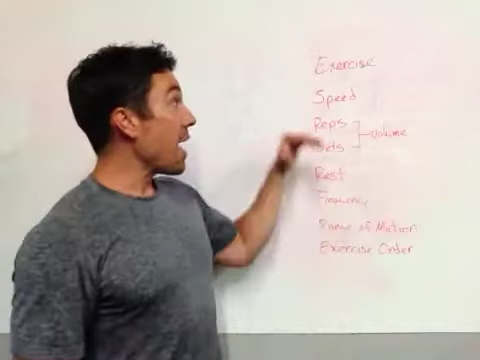 Exercise
Speed
Reps
Volume
Sets
Rest
Frequency
Range of Motion
Exercise Order